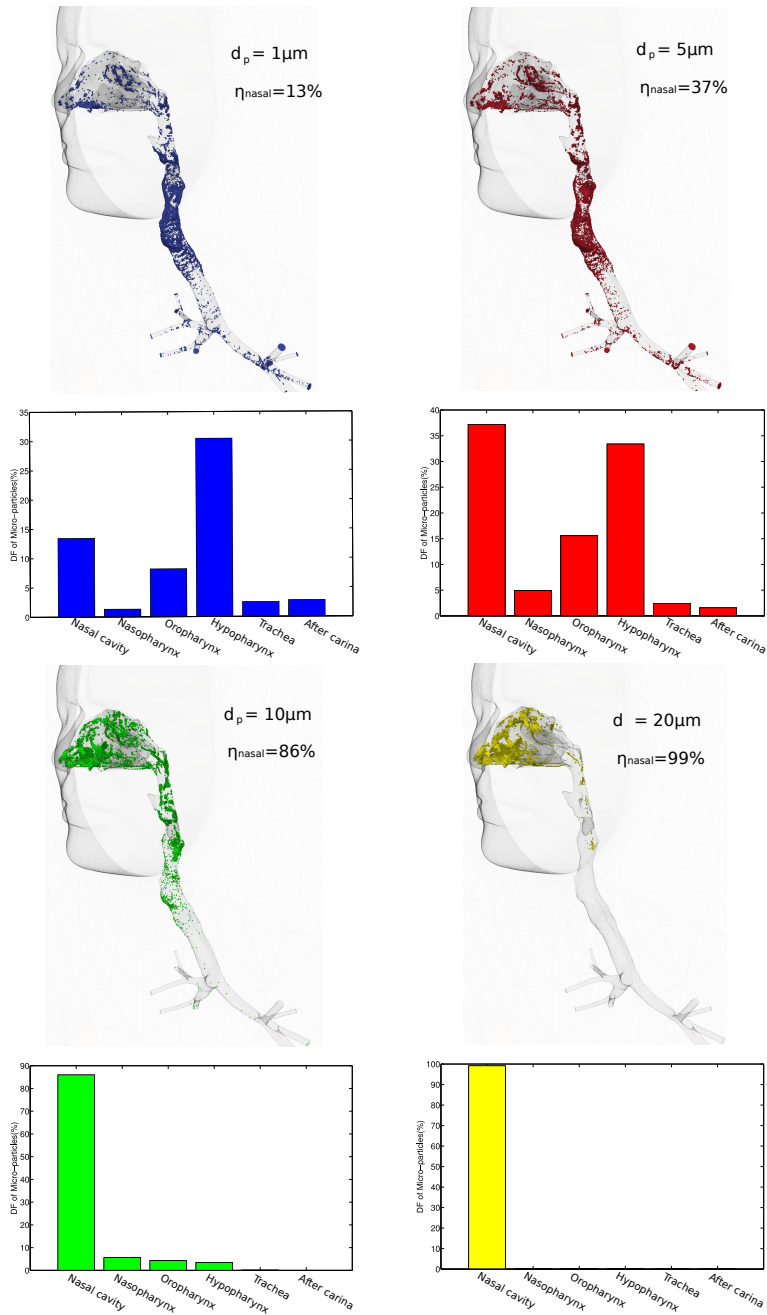 d p = 1μm
ηnasal=13%
d p = 5μm
ηnasal=37%
35
30
25
20
15
10
5
0
DF of Micro−particles(%)
Nasal cavity
Nasopharynx
Oropharynx
Hypopharynx
Trachea
After carina
40
35
30
25
20
15
10
5
0
DF of Micro−particles(%)
Nasal cavity
Nasopharynx
Oropharynx
Hypopharynx
Trachea
After carina
d p = 10μm
ηnasal=86%
d = 20μm
ηnasal=99%
90
80
70
60
50
40
30
20
10
0
DF of Micro−particles(%)
Nasal cavity
Nasopharynx
Oropharynx
Hypopharynx
Trachea
After carina
100
90
80
70
60
50
40
30
20
10
0
DF of Micro−particles(%)
Nasal cavity
Nasopharynx
Oropharynx
Hypopharynx
Trachea
After carina